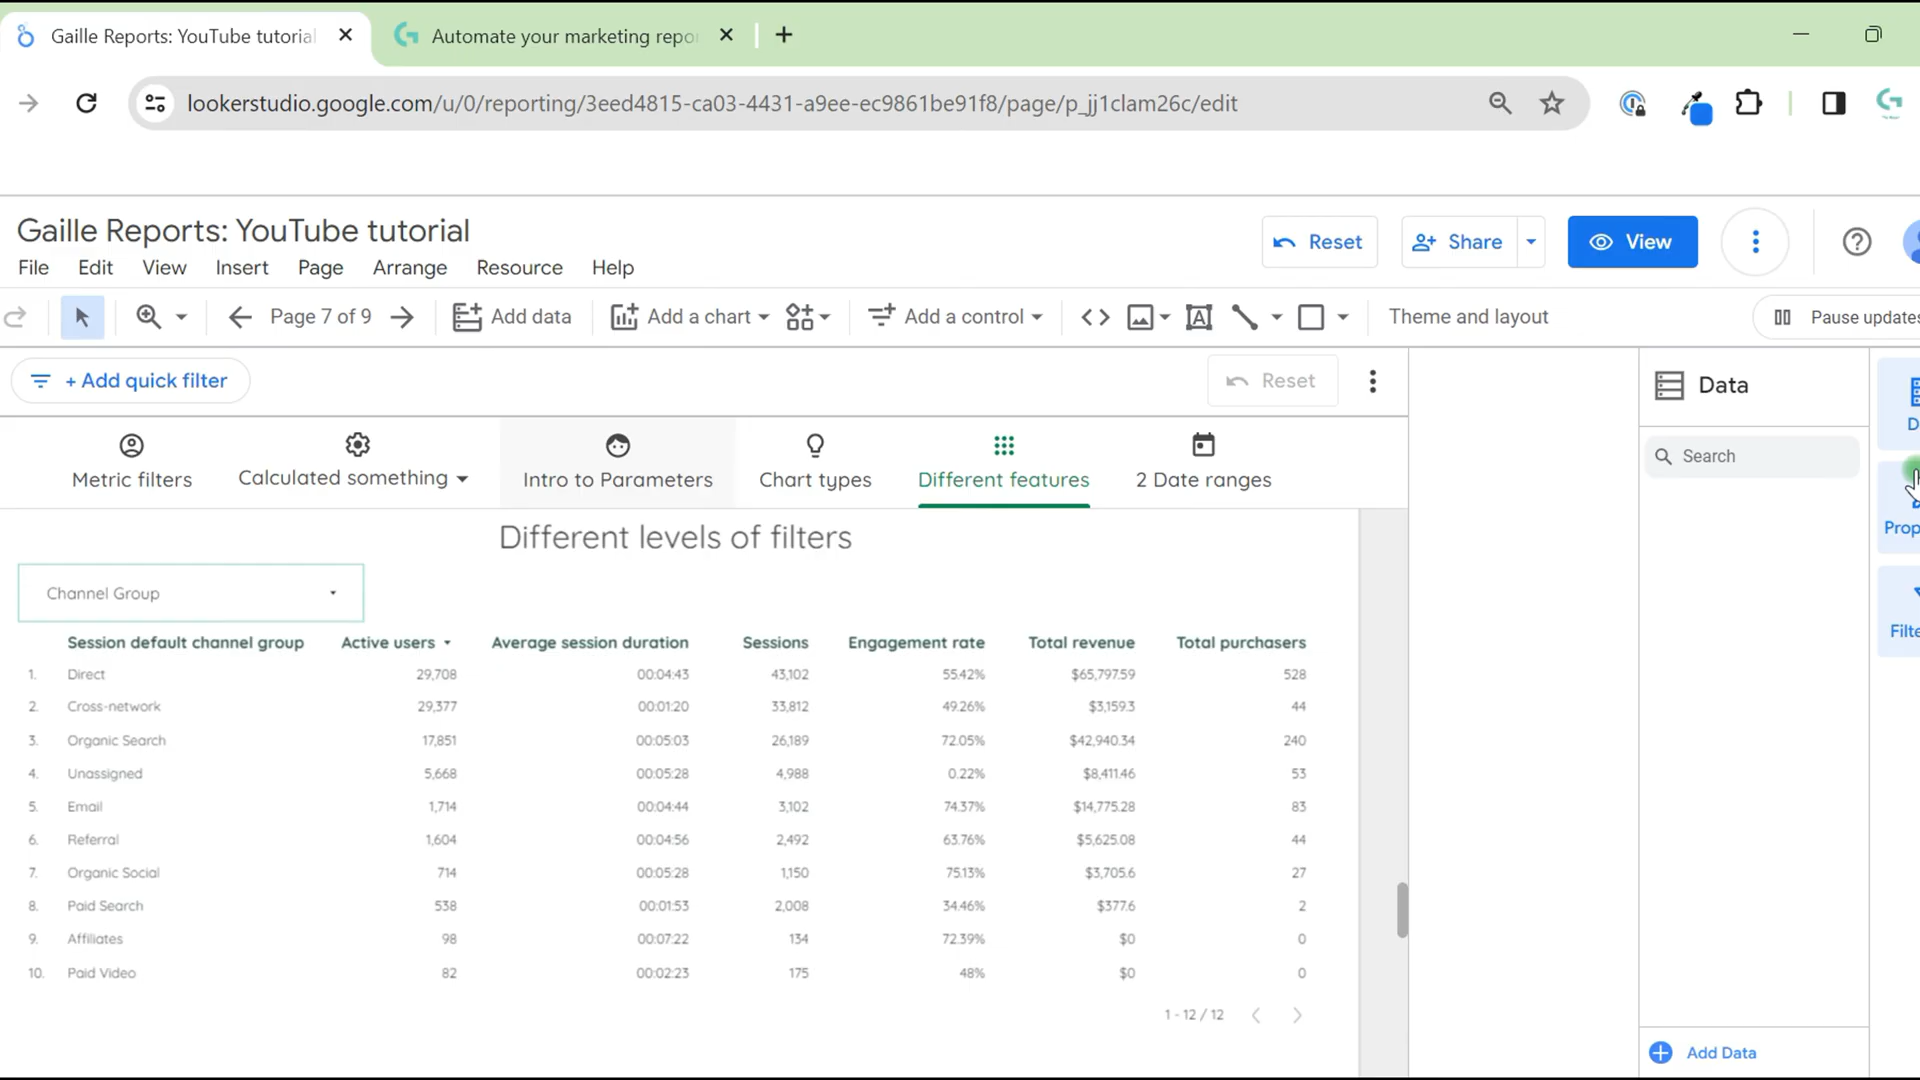 Gaille Reports: YouTube tutorial
Automate your marketing repo
lookerstudio.google.com/u/0/reporting/3eed4815-ca03-4431-a9ee-ec9861be91f8/page/p_jj1clam26c/edit
Gaille Reports: YouTube tutorial
Reset
Share
View
File Edit View Insert Page Arrange Resource Help
Page 7 of 9
Add data
Add a chart
Add a control
Theme and layout
Pause updates
+ Add quick filter
Reset
Data
D
Metric filters
Calculated something
Intro to Parameters
Chart types
Different features
2 Date ranges
Search
Prop
Different levels of filters
Channel Group
Filte
Session default channel group Active users Average session duration Sessions Engagement rate Total revenue Total purchasers
1. Direct 29,708 00:04:43 43,102 55.42% $65,797.59 528
2. Cross-network 29,377 00:01:20 33,812 49.26% $3,159.3 44
3. Organic Search 17,851 00:05:03 26,189 72.05% $42,940.34 240
4. Unassigned 5,668 00:05:28 4,988 0.22% $8,411.46 53
5. Email 1,714 00:04:44 3,102 74.37% $14,775.28 83
6. Referral 1,604 00:04:56 2,492 63.76% $5,625.08 44
7. Organic Social 714 00:05:28 1,150 75.13% $3,705.6 27
8. Paid Search 538 00:01:53 2,008 34.46% $377.6 2
9. Affiliates 98 00:07:22 134 72.39% $0 0
10. Paid Video 82 00:02:23 175 48% $0 0
1 - 12 / 12
Add Data